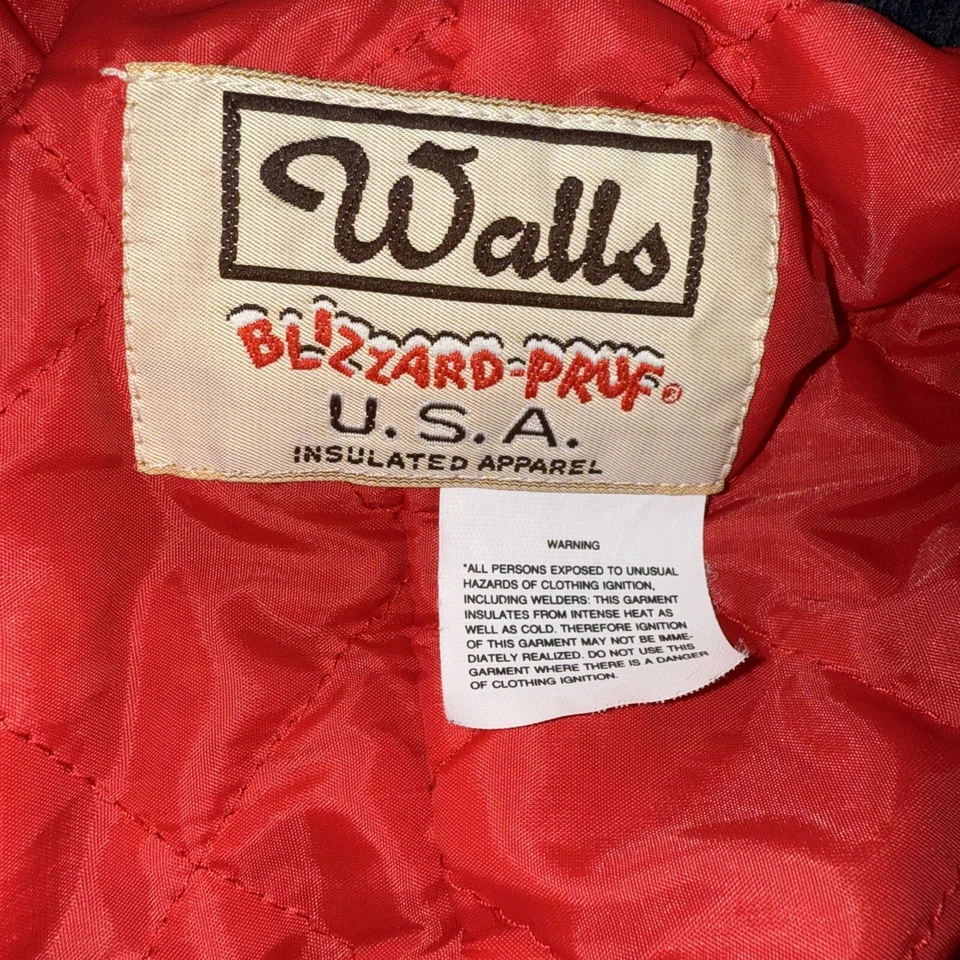 Walls
BLIZZARD-PRUF®
U.S.A.
INSULATED APPAREL
WARNING
*ALL PERSONS EXPOSED TO UNUSUAL
HAZARDS OF CLOTHING IGNITION,
INCLUDING WELDERS: THIS GARMENT
INSULATES FROM INTENSE HEAT AS
WELL AS COLD. THEREFORE IGNITION
OF THIS GARMENT MAY NOT BE IMME-
DIATELY REALIZED. DO NOT USE THIS
GARMENT WHERE THERE IS A DANGER
OF CLOTHING IGNITION.